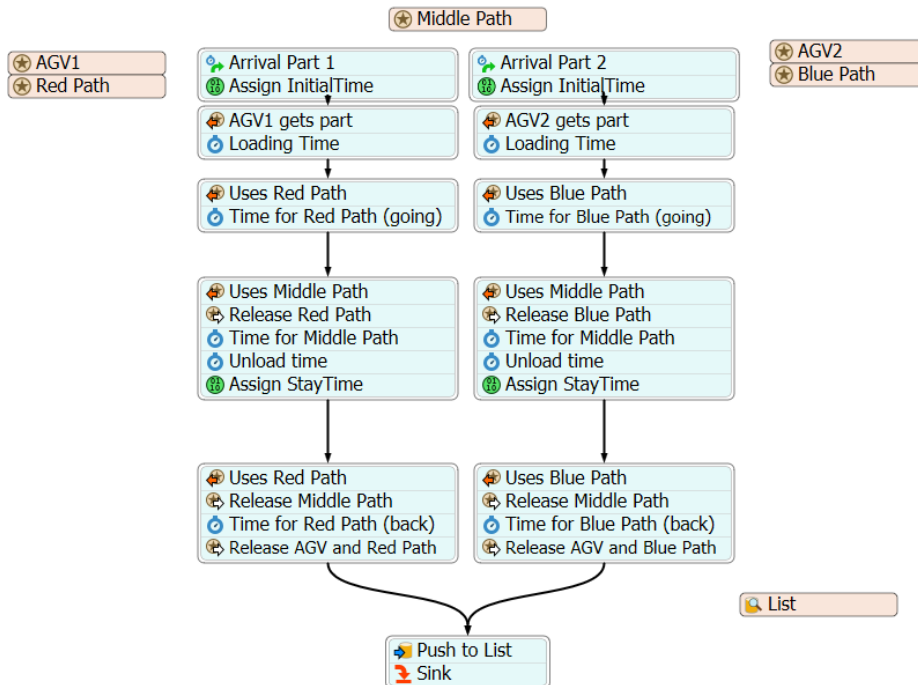 Middle Path
AGV1
Red Path
AGV2
Blue Path
Arrival Part 1
Assign InitialTime
AGV1 gets part
Loading Time
Uses Red Path
Time for Red Path (going)
Uses Middle Path
Release Red Path
Time for Middle Path
Unload time
Assign StayTime
Uses Red Path
Release Middle Path
Time for Red Path (back)
Release AGV and Red Path
Arrival Part 2
Assign InitialTime
AGV2 gets part
Loading Time
Uses Blue Path
Time for Blue Path (going)
Uses Middle Path
Release Blue Path
Time for Middle Path
Unload time
Assign StayTime
Uses Blue Path
Release Middle Path
Time for Blue Path (back)
Release AGV and Blue Path
List
Push to List
Sink